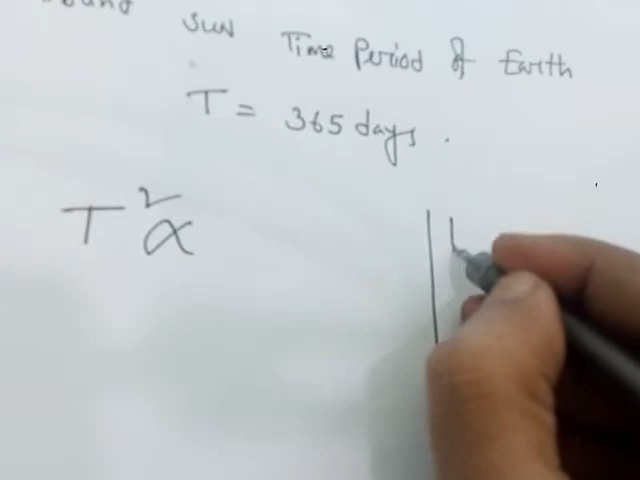 Sun Time Period of Earth
T = 365 days.
T² ∝